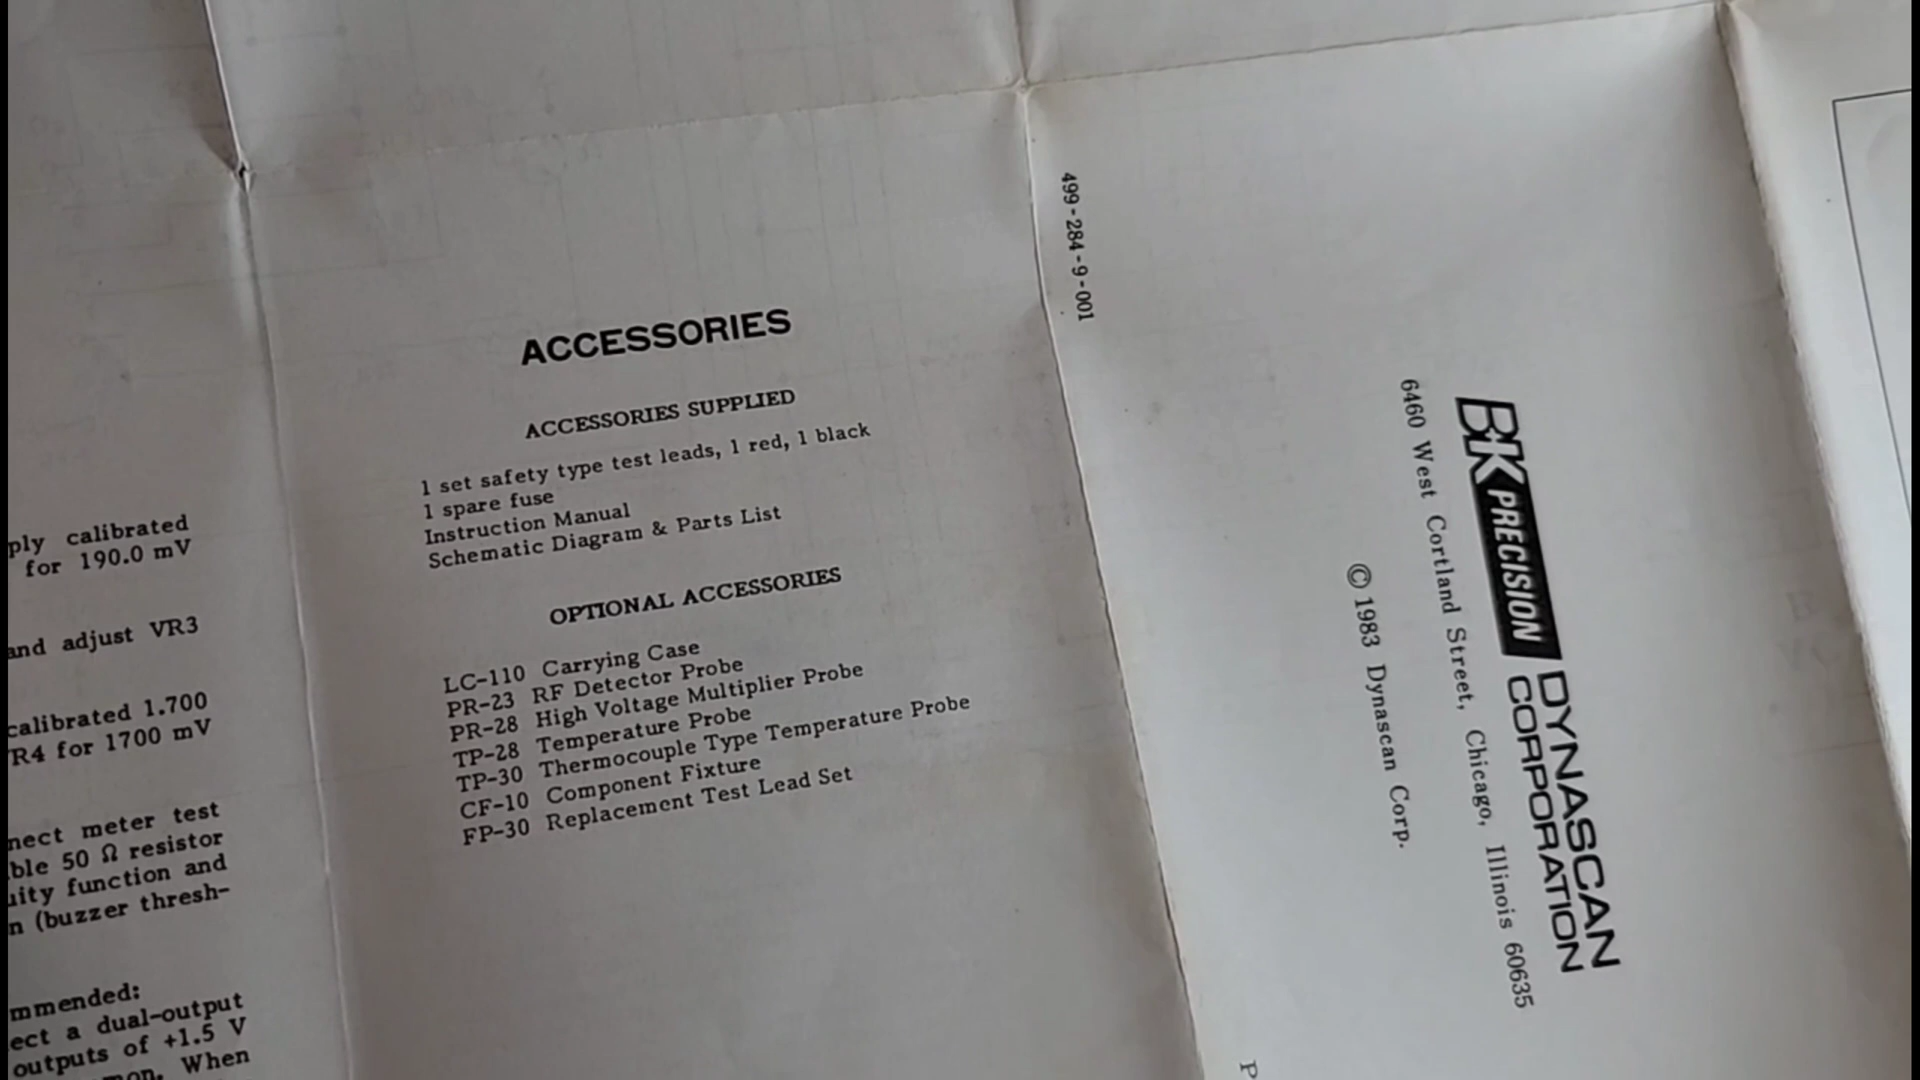 ply calibrated
for 190.0 mV
and adjust VR3
calibrated 1.700
R4 for 1700 mV
nect meter test
ble 50 Ω resistor
uity function and
n (buzzer thresh-
mmended:
ect a dual-output
outputs of +1.5 V
mon. When
ACCESSORIES
ACCESSORIES SUPPLIED
1 set safety type test leads, 1 red, 1 black
1 spare fuse
Instruction Manual
Schematic Diagram & Parts List
OPTIONAL ACCESSORIES
LC-110 Carrying Case
PR-23 RF Detector Probe
PR-28 High Voltage Multiplier Probe
TP-28 Temperature Probe
TP-30 Thermocouple Type Temperature Probe
CF-10 Component Fixture
FP-30 Replacement Test Lead Set
499-284-9-001
BK PRECISION DYNASCAN CORPORATION
6460 West Cortland Street, Chicago, Illinois 60635
© 1983 Dynascan Corp.
P